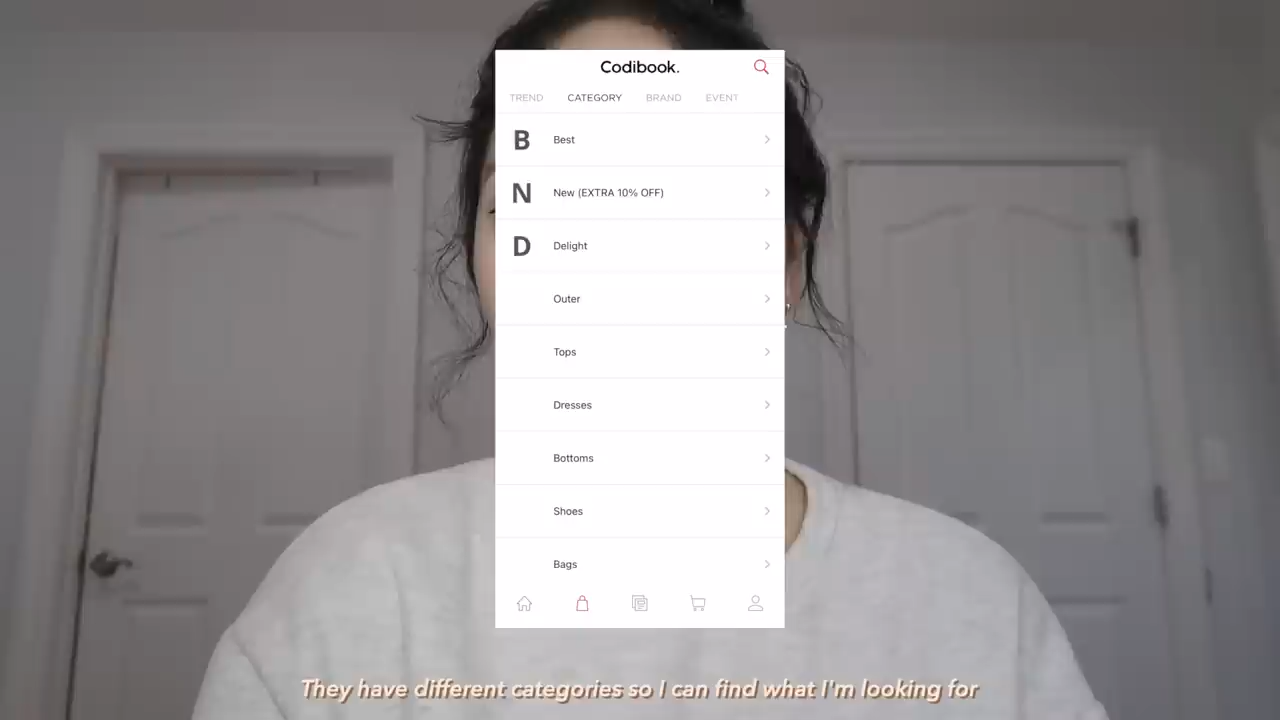 Codibook.
TREND CATEGORY BRAND EVENT
B Best
N New (EXTRA 10% OFF)
D Delight
Outer
Tops
Dresses
Bottoms
Shoes
Bags
They have different categories so I can find what I'm looking for